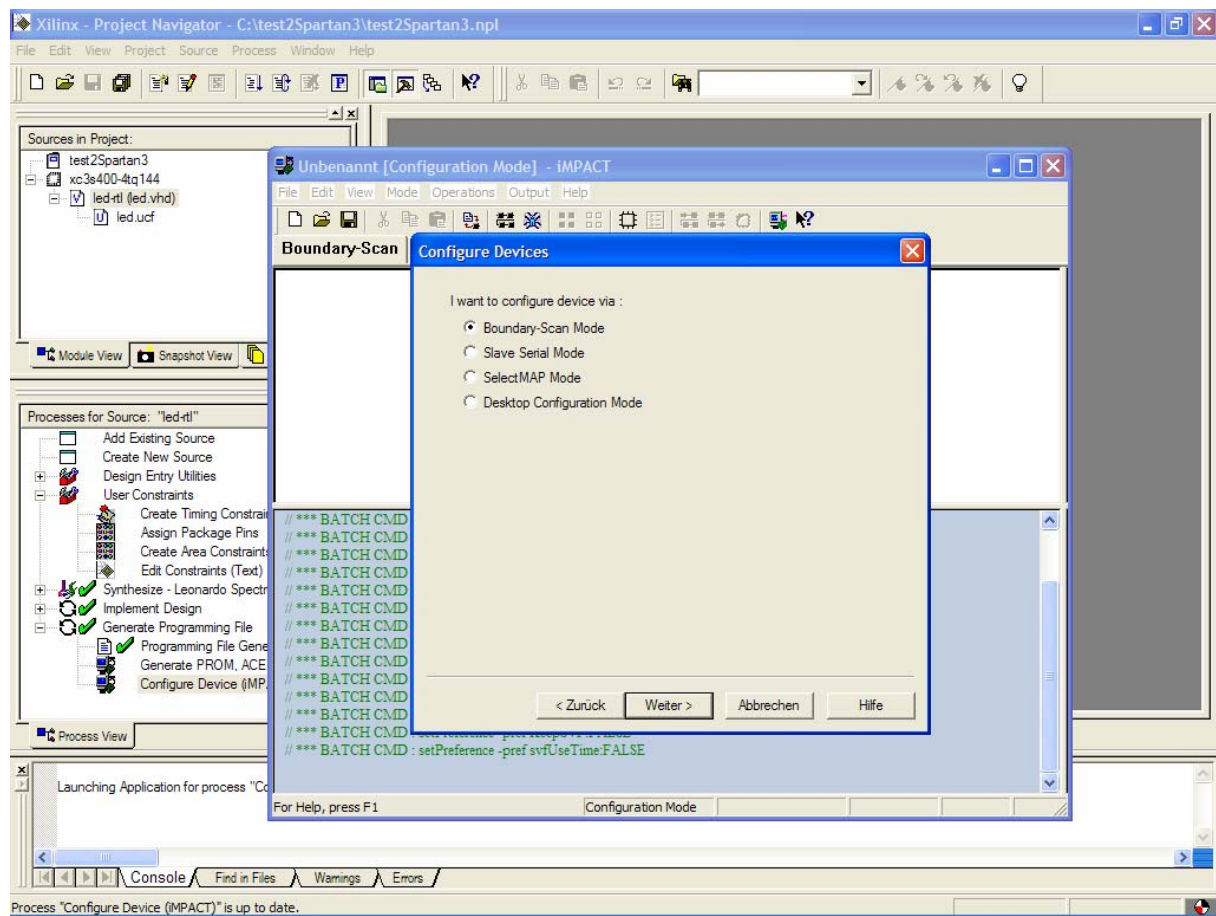 Xilinx - Project Navigator - C:\test2Spartan3\test2Spartan3.npl
File Edit View Project Source Process Window Help
Sources in Project:
test2Spartan3
xc3s400-4tq144
led-rtl (led.vhd)
led.ucf
Module View
Snapshot View
Processes for Source: "led-rtl"
Add Existing Source
Create New Source
Design Entry Utilities
User Constraints
Create Timing Constrai
Assign Package Pins
Create Area Constraints
Edit Constraints (Text)
Synthesize - Leonardo Spectr
Implement Design
Generate Programming File
Programming File Gene
Generate PROM, ACE
Configure Device (iMP
Process View
Unbenannt [Configuration Mode] - iMPACT
File Edit View Mode Operations Output Help
Boundary-Scan
Configure Devices
I want to configure device via :
Boundary-Scan Mode
Slave Serial Mode
SelectMAP Mode
Desktop Configuration Mode
< Zurück
Weiter >
Abbrechen
Hilfe
// *** BATCH CMD
// *** BATCH CMD
// *** BATCH CMD
// *** BATCH CMD
// *** BATCH CMD
// *** BATCH CMD
// *** BATCH CMD
// *** BATCH CMD
// *** BATCH CMD
// *** BATCH CMD
// *** BATCH CMD
// *** BATCH CMD
// *** BATCH CMD
// *** BATCH CMD : setPreference -pref svfUseTime:FALSE
For Help, press F1
Configuration Mode
Launching Application for process "Co
Console
Find in Files
Warnings
Errors
Process "Configure Device (iMPACT)" is up to date.